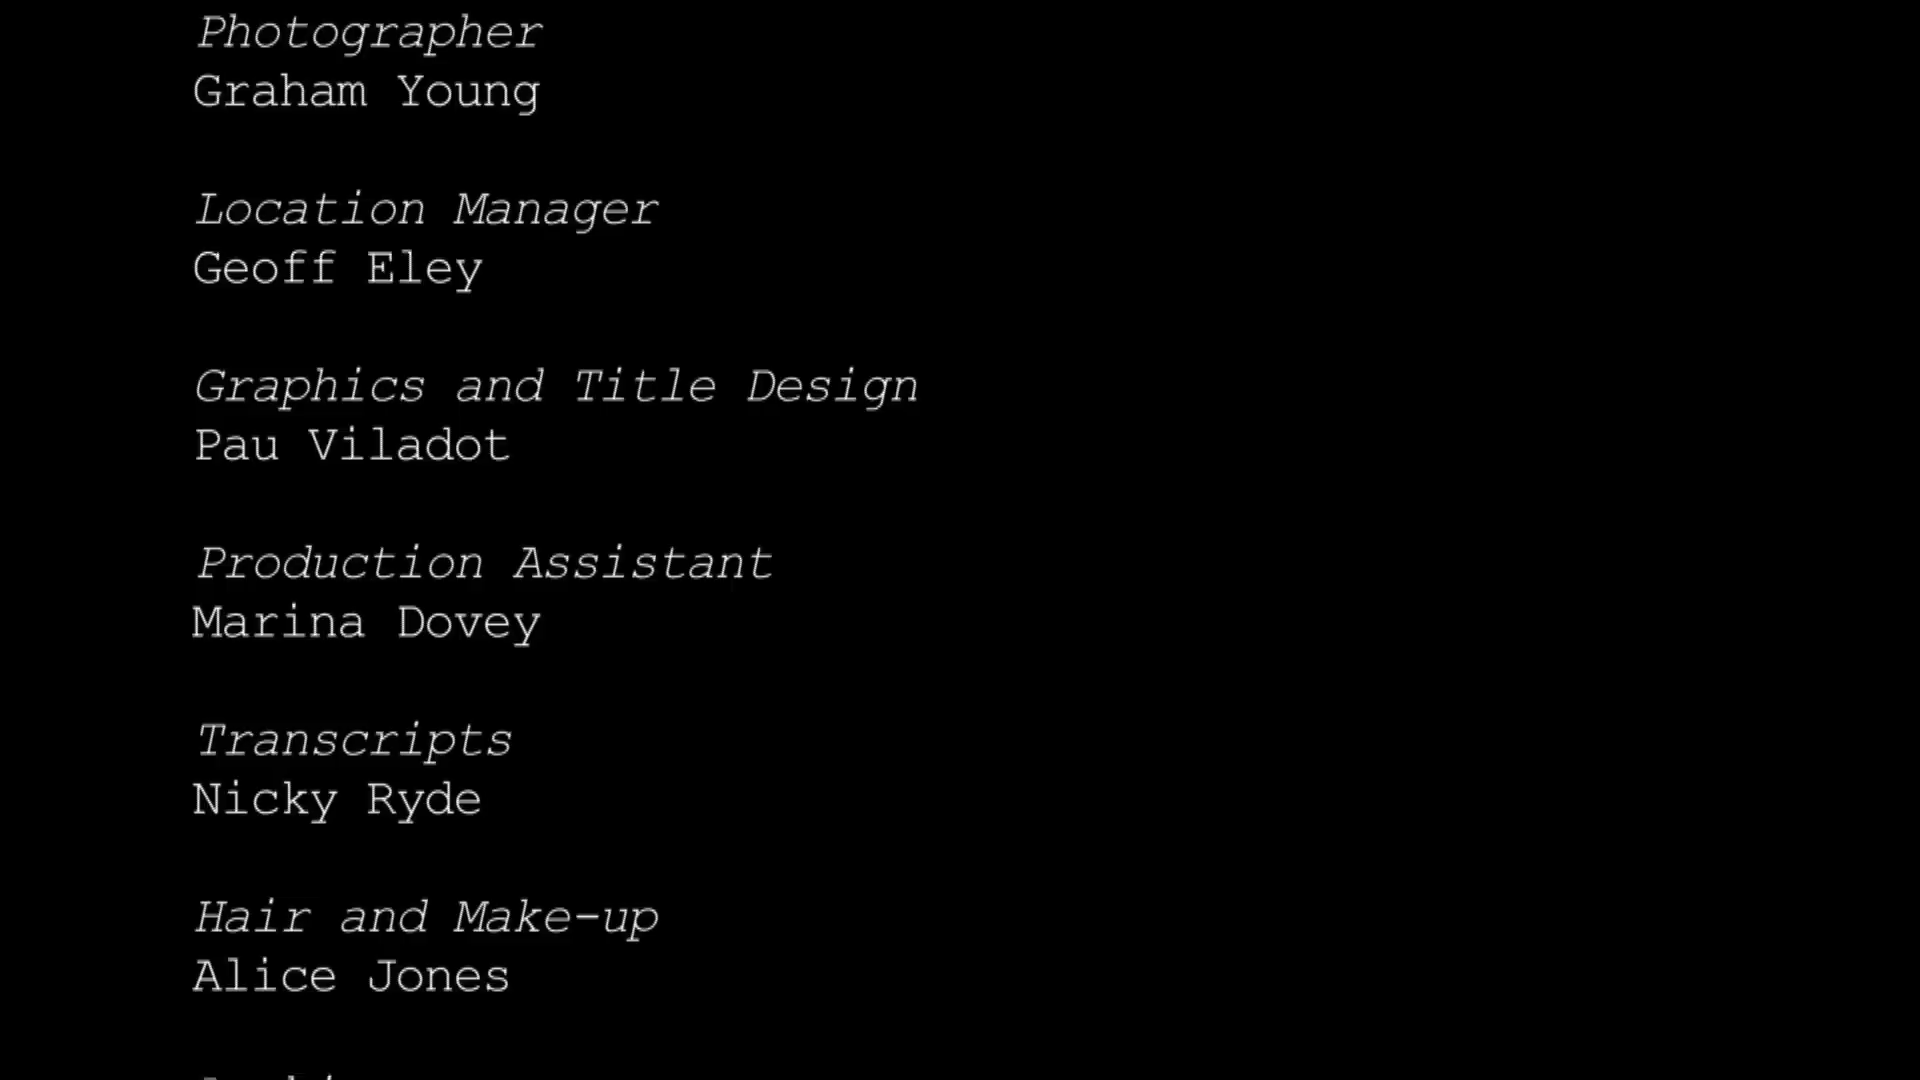 Photographer
Graham Young
Location Manager
Geoff Eley
Graphics and Title Design
Pau Viladot
Production Assistant
Marina Dovey
Transcripts
Nicky Ryde
Hair and Make-up
Alice Jones